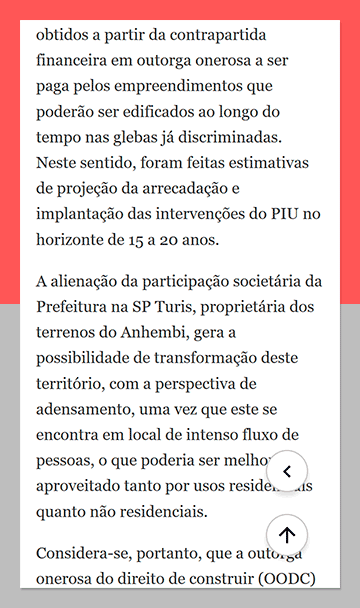 obtidos a partir da contrapartida
financeira em outorga onerosa a ser
paga pelos empreendimentos que
poderão ser edificados ao longo do
tempo nas glebas já discriminadas.
Neste sentido, foram feitas estimativas
de projeção da arrecadação e
implantação das intervenções do PIU no
horizonte de 15 a 20 anos.
A alienação da participação societária da
Prefeitura na SP Turis, proprietária dos
terrenos do Anhembi, gera a
possibilidade de transformação deste
território, com a perspectiva de
adensamento, uma vez que este se
encontra em local de intenso fluxo de
pessoas, o que poderia ser
aproveitado tanto por usos
quanto não residenciais.
Considera-se, portanto, que a outorga
onerosa do direito de construir (OODC)